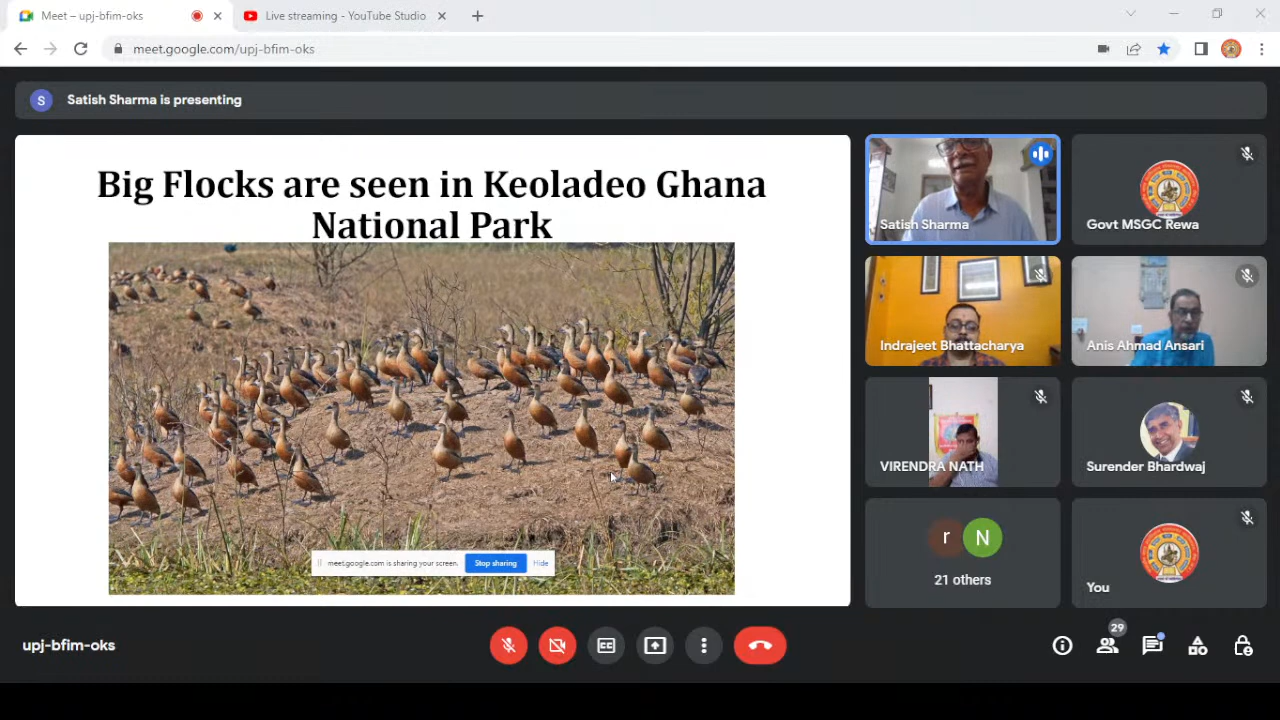 Meet – upj-bfim-oks
Live streaming - YouTube Studio
meet.google.com/upj-bfim-oks
S
Satish Sharma is presenting
Big Flocks are seen in Keoladeo Ghana
National Park
meet.google.com is sharing your screen.
Stop sharing
Hide
Satish Sharma
Govt MSGC Rewa
Indrajeet Bhattacharya
Anis Ahmad Ansari
VIRENDRA NATH
Surender Bhardwaj
r
N
21 others
You
upj-bfim-oks
CC
29